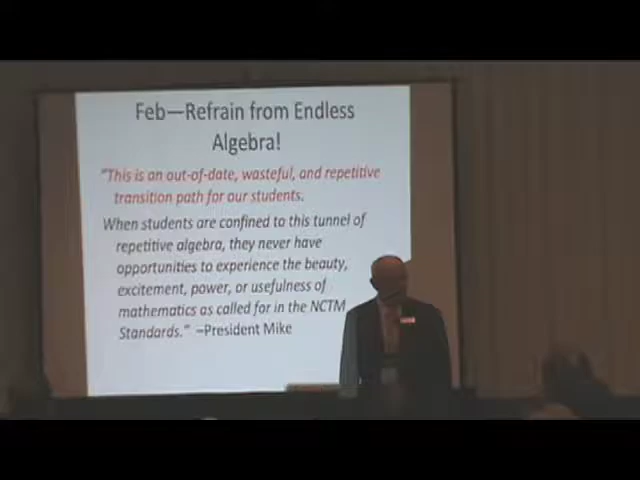 Feb—Refrain from Endless
Algebra!
"This is an out-of-date, wasteful, and repetitive
transition path for our students.
When students are confined to this tunnel of
repetitive algebra, they never have
opportunities to experience the beauty,
excitement, power, or usefulness of
mathematics as called for in the NCTM
Standards." –President Mike